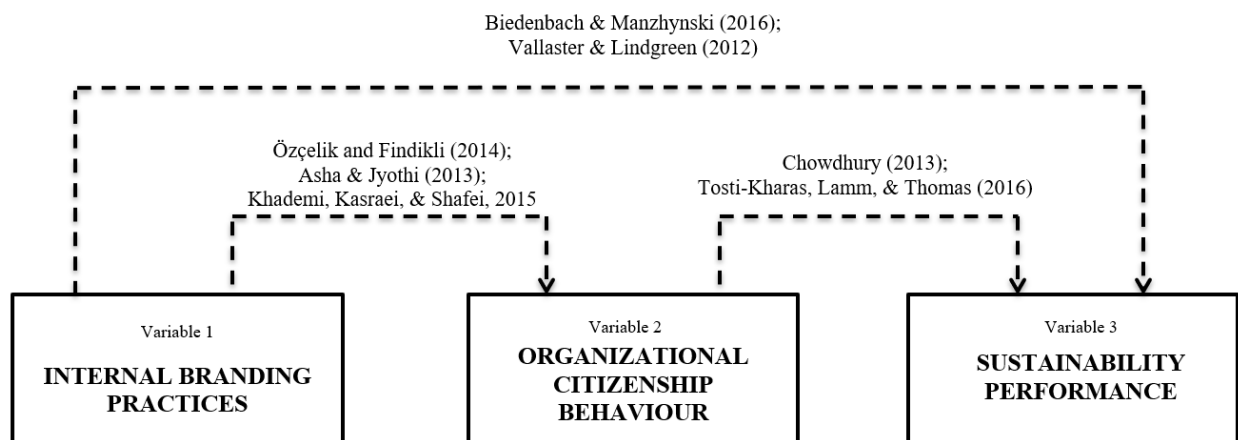 Biedenbach & Manzhynski (2016);
Vallaster & Lindgreen (2012)
Özçelik and Findikli (2014);
Asha & Jyothi (2013);
Khademi, Kasraei, & Shafei, 2015
Chowdhury (2013);
Tosti-Kharas, Lamm, & Thomas (2016)
Variable 1
INTERNAL BRANDING
PRACTICES
Variable 2
ORGANIZATIONAL
CITIZENSHIP
BEHAVIOUR
Variable 3
SUSTAINABILITY
PERFORMANCE